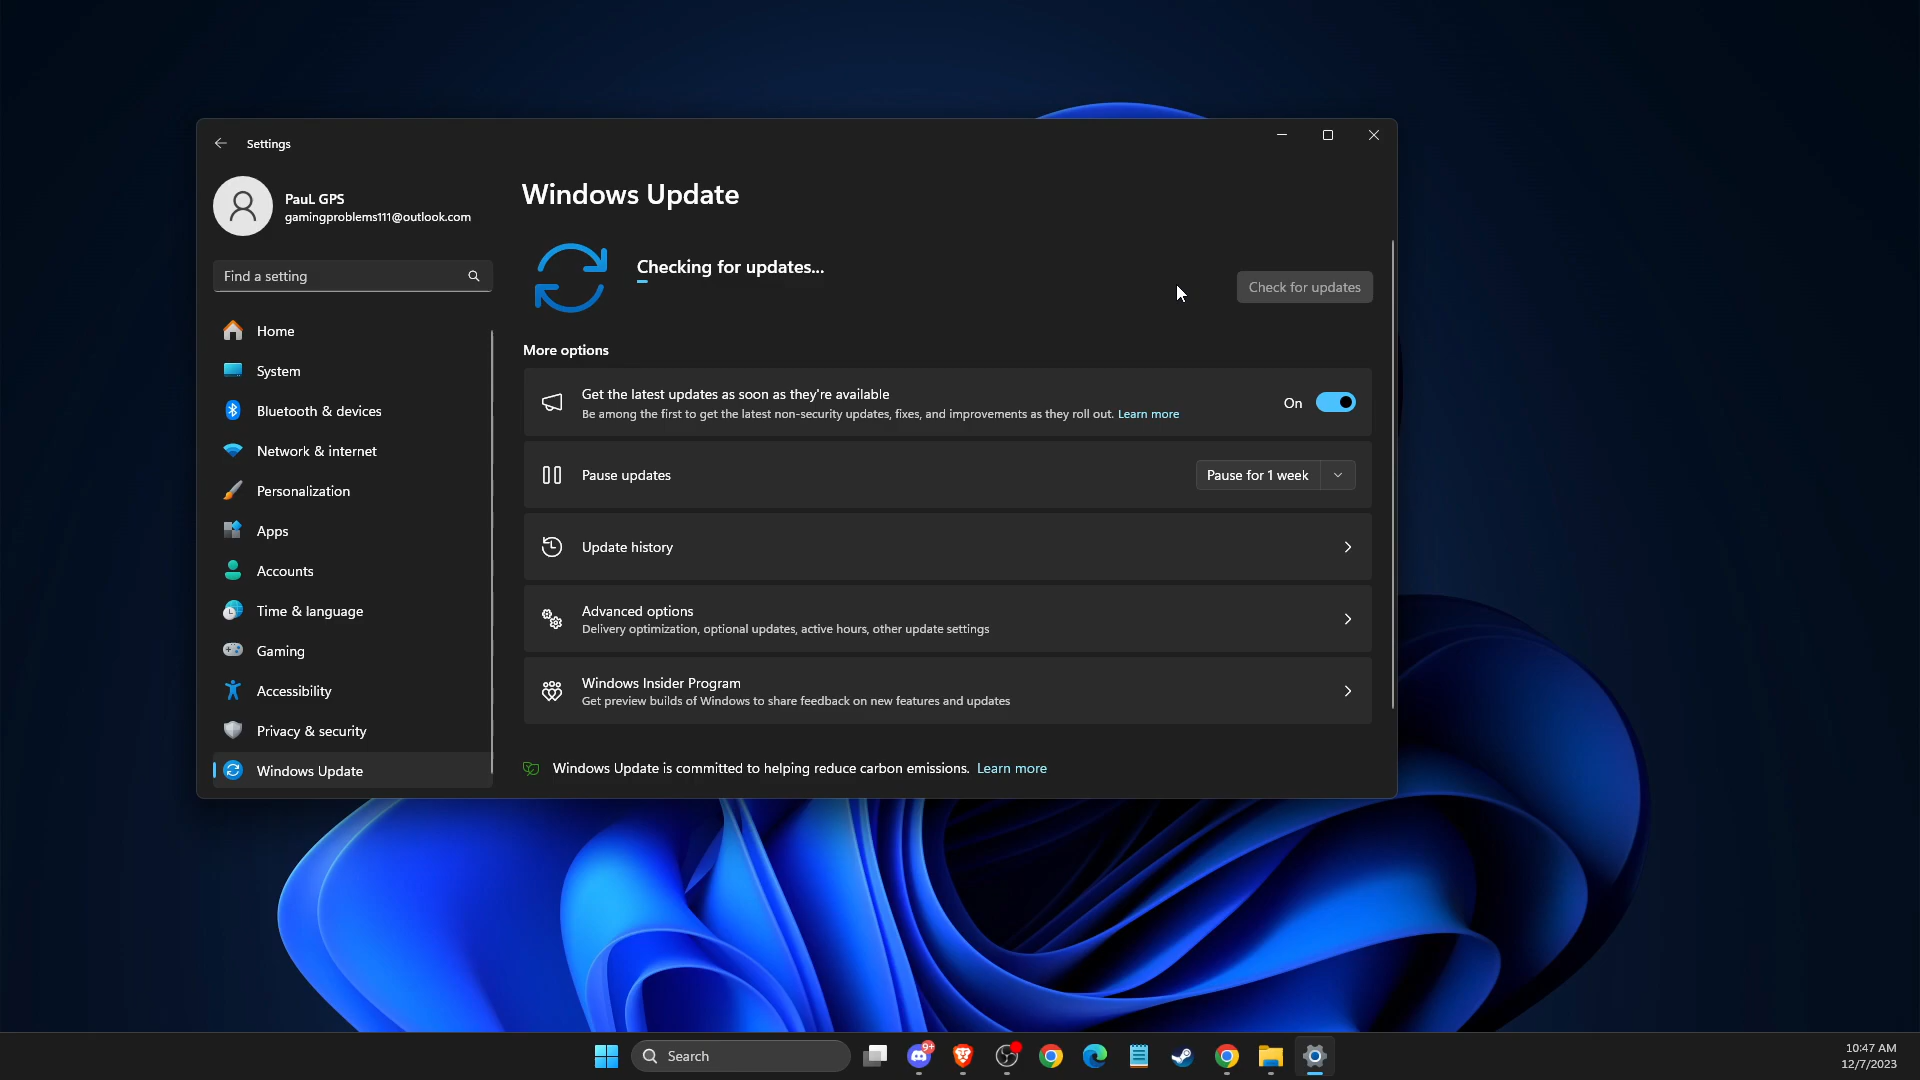 Settings
PauL GPS
gamingproblems111@outlook.com
Find a setting
Home
System
Bluetooth & devices
Network & internet
Personalization
Apps
Accounts
Time & language
Gaming
Accessibility
Privacy & security
Windows Update
Windows Update
Checking for updates...
Check for updates
More options
Get the latest updates as soon as they're available
Be among the first to get the latest non-security updates, fixes, and improvements as they roll out. Learn more
On
Pause updates
Pause for 1 week
Update history
Advanced options
Delivery optimization, optional updates, active hours, other update settings
Windows Insider Program
Get preview builds of Windows to share feedback on new features and updates
Windows Update is committed to helping reduce carbon emissions. Learn more
Search
9+
10:47 AM
12/7/2023